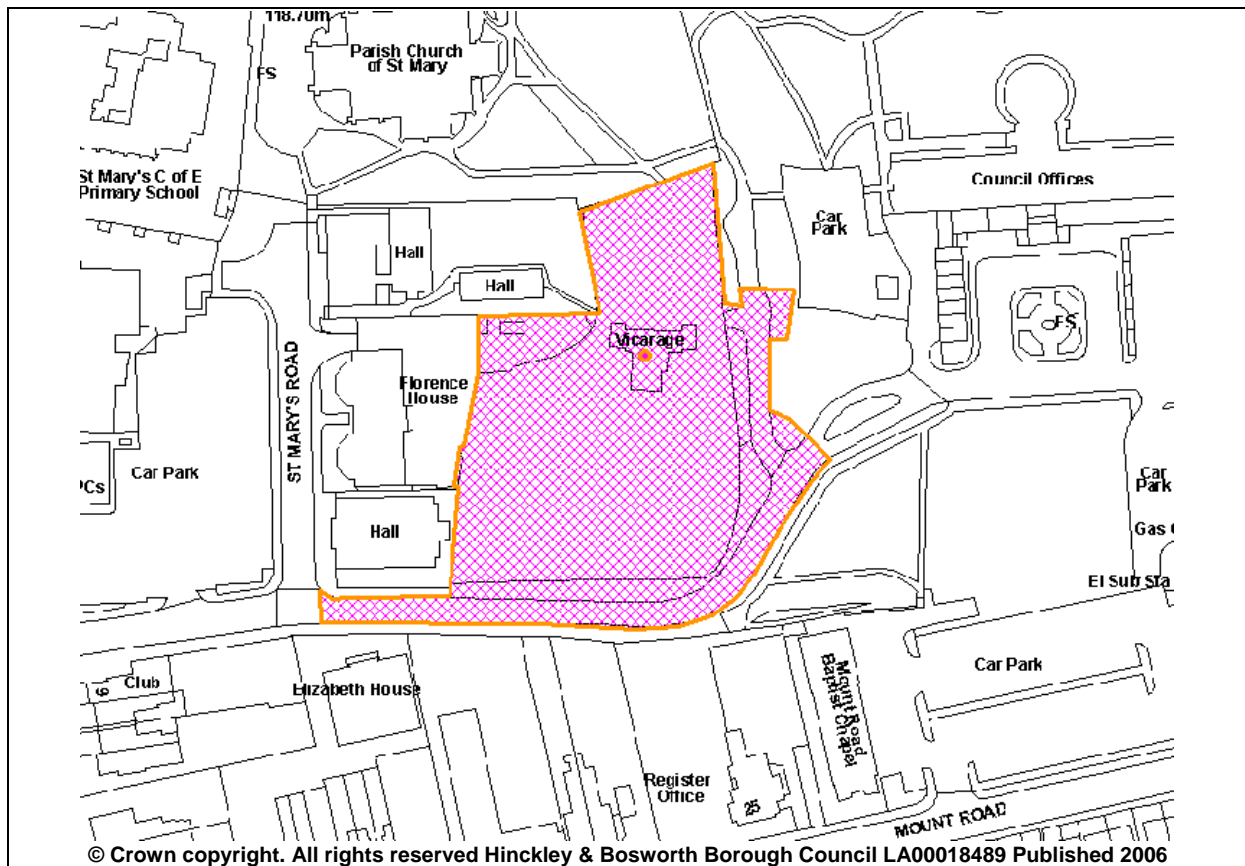 118.70m
Parish Church
of St Mary
FS
St Mary's C of E
Primary School
Council Offices
Car
Park
Hall
Hall
FS
Vicarage
Florence
House
ST MARY'S ROAD
Car Park
PCs
Hall
Car
Park
Gas
El Sub Sta
Car Park
Club
9
Elizabeth House
Mount Road
Baptist Chapel
Register
Office
25
MOUNT ROAD
© Crown copyright. All rights reserved Hinckley & Bosworth Borough Council LA00018489 Published 2006